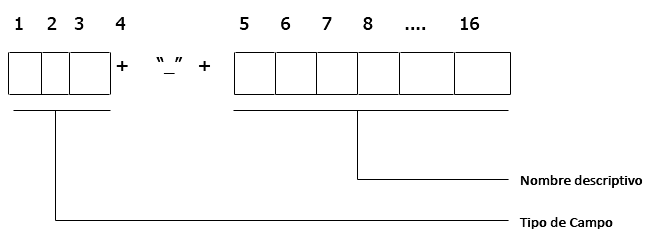 1 2 3 4 5 6 7 8 .... 16
+ “_” +
Nombre descriptivo
Tipo de Campo